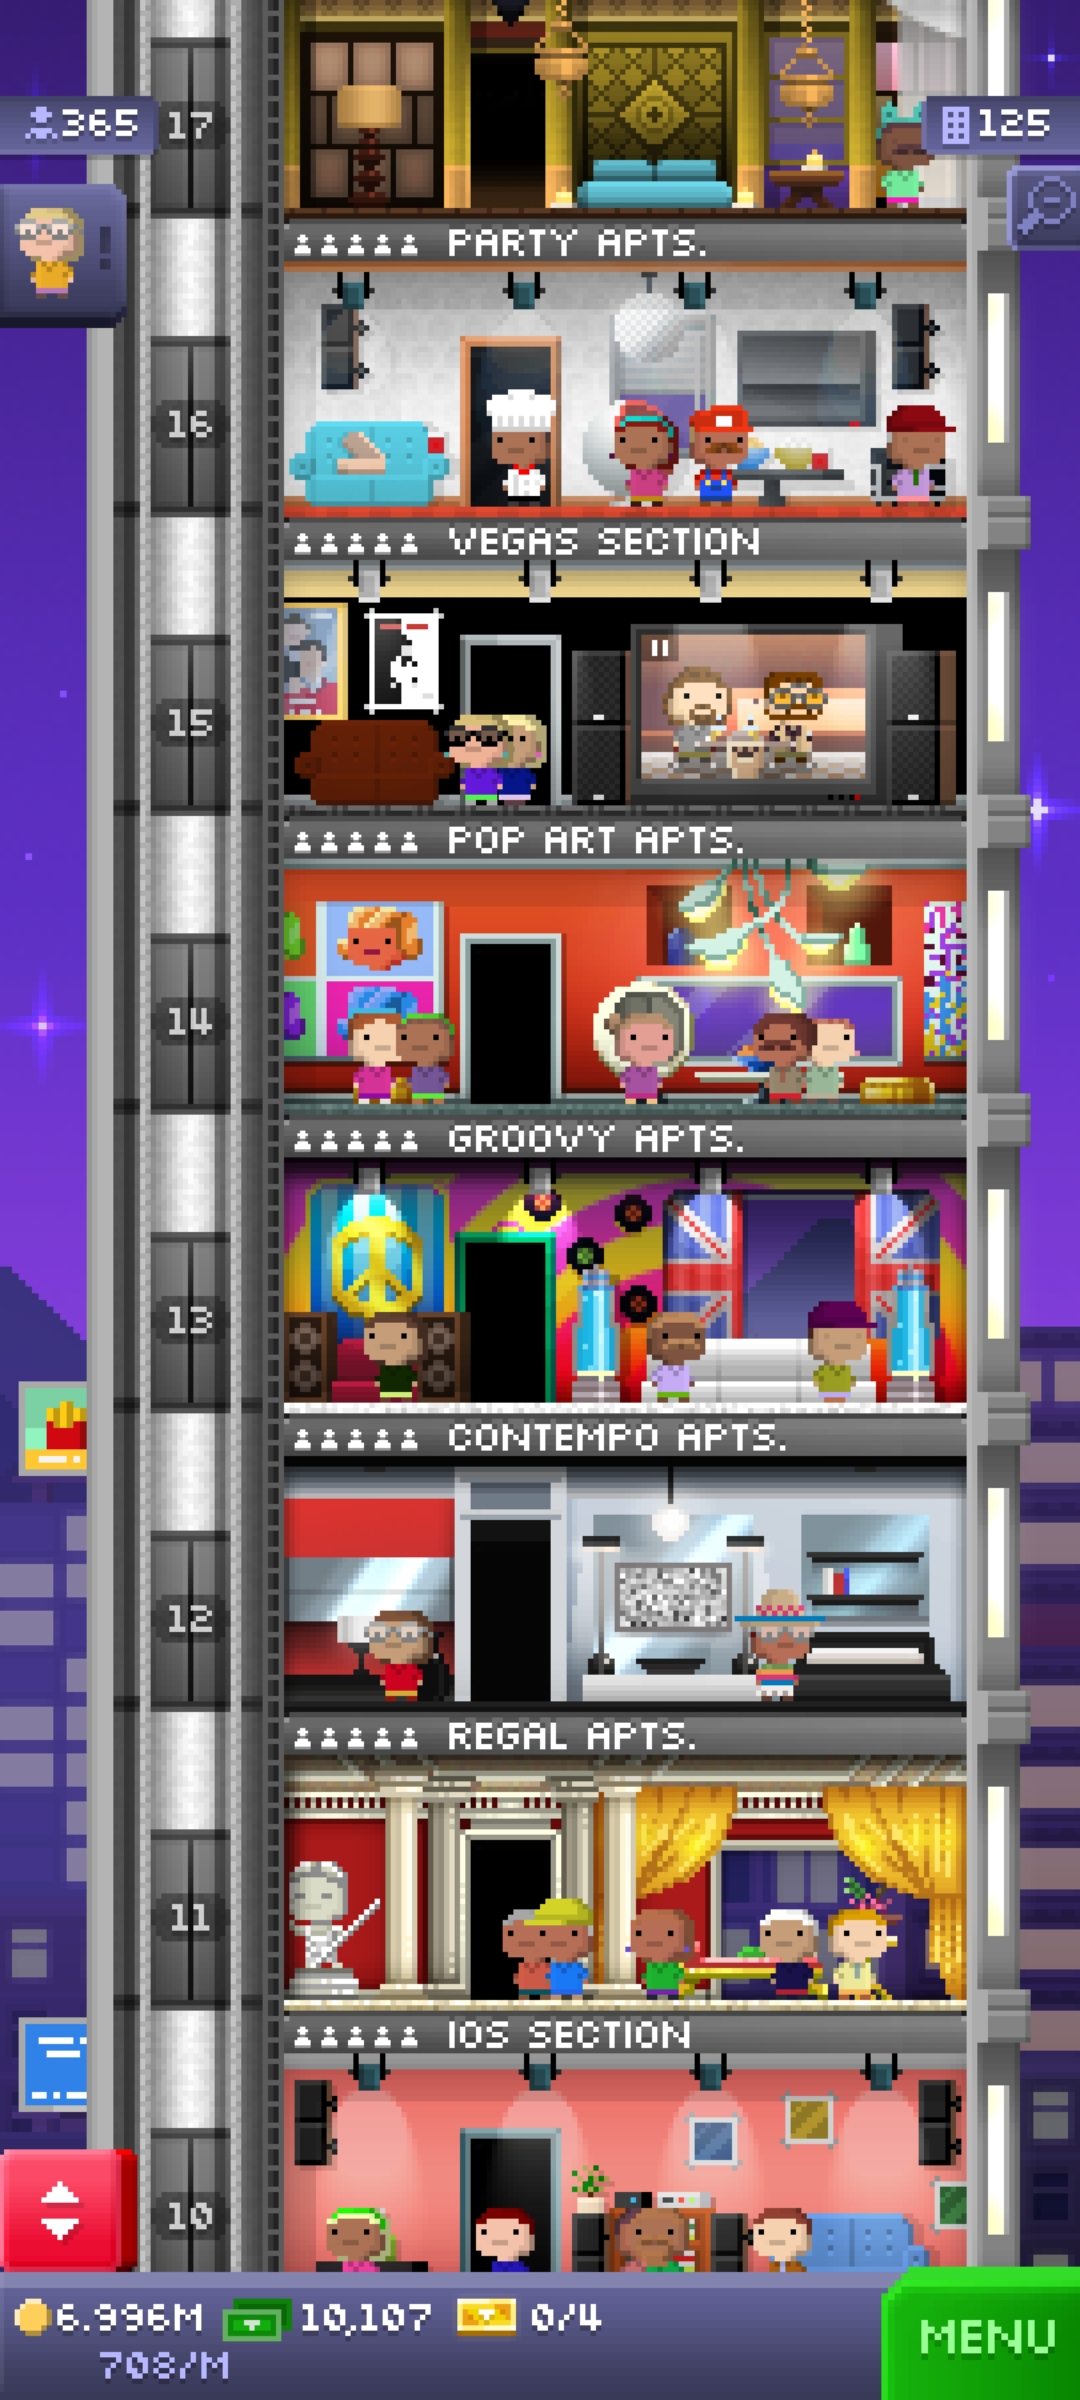 365
17
125
!
PARTY APTS.
16
VEGAS SECTION
15
POP ART APTS.
14
GROOVY APTS.
13
CONTEMPO APTS.
12
REGAL APTS.
11
IOS SECTION
10
6.996M 10,107 0/4
708/M
MENU